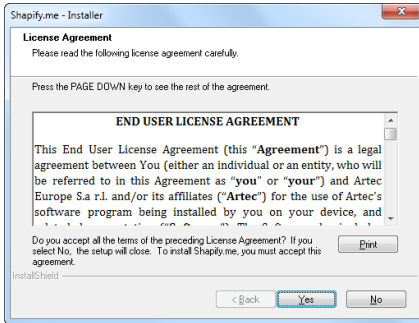 Shapify.me - Installer
License Agreement
Please read the following license agreement carefully.
Press the PAGE DOWN key to see the rest of the agreement.
END USER LICENSE AGREEMENT
This End User License Agreement (this “Agreement”) is a legal
agreement between You (either an individual or an entity, who will
be referred to in this Agreement as “you” or “your”) and Artec
Europe S.a r.l. and/or its affiliates (“Artec”) for the use of Artec's
software program being installed by you on your device, and
Do you accept all the terms of the preceding License Agreement? If you
select No, the setup will close. To install Shapify.me, you must accept this
agreement.
Print
InstallShield
< Back
Yes
No